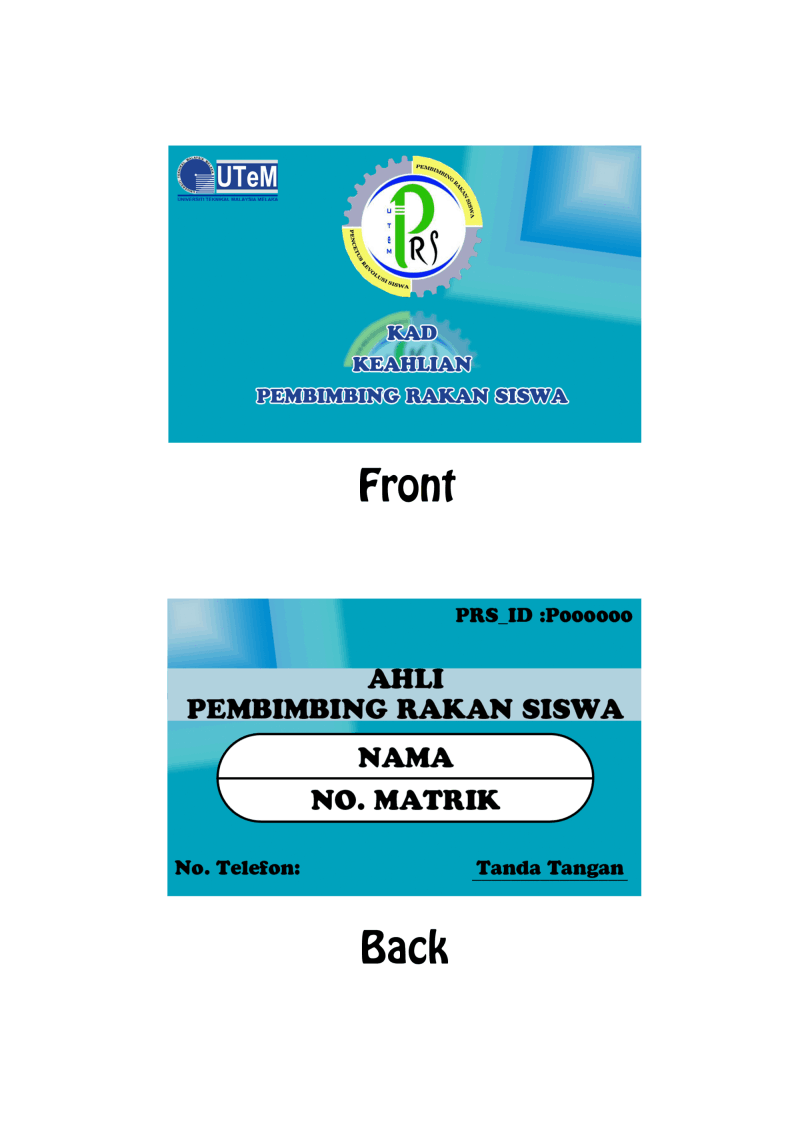 UTeM
UNIVERSITI TEKNIKAL MALAYSIA MELAKA
PEMBIMBING RAKAN SISWA
UTeM
PRS
PENCETUS REVOLUSI SISWA
KAD
KEAHLIAN
PEMBIMBING RAKAN SISWA
Front
PRS_ID :P000000
AHLI
PEMBIMBING RAKAN SISWA
NAMA
NO. MATRIK
No. Telefon:
Tanda Tangan
Back